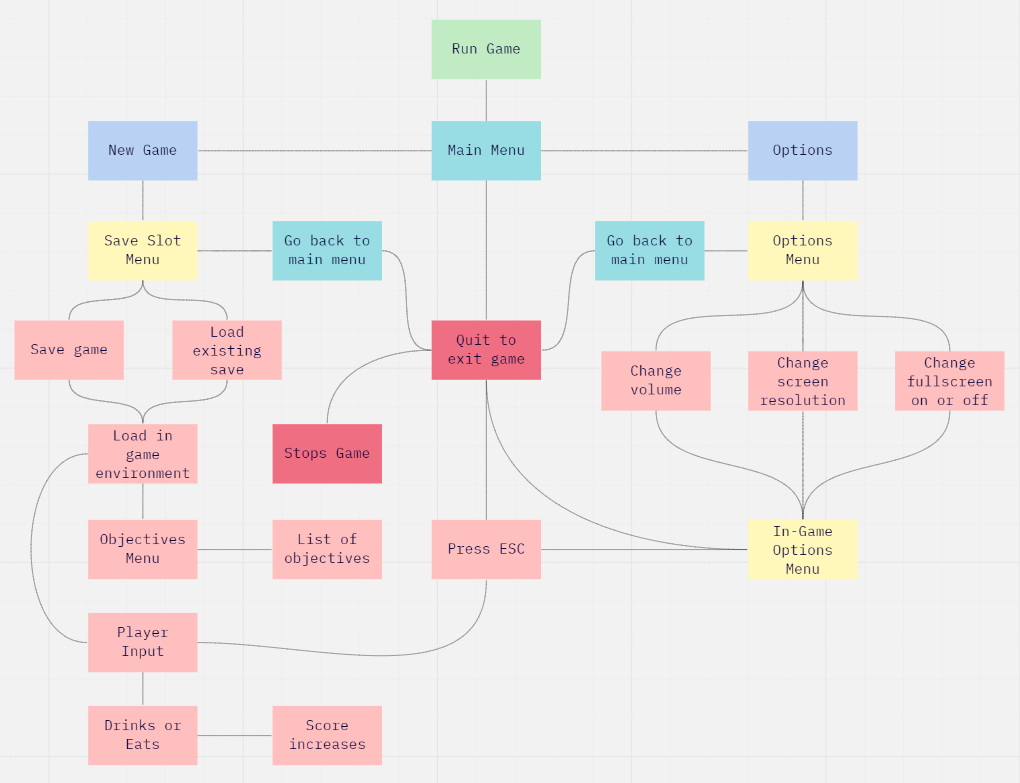 Run Game
New Game
Main Menu
Options
Save Slot
Menu
Go back to
main menu
Go back to
main menu
Options
Menu
Save game
Load
existing
save
Quit to
exit game
Change
volume
Change
screen
resolution
Change
fullscreen
on or off
Load in
game
environment
Stops Game
Objectives
Menu
List of
objectives
Press ESC
In-Game
Options
Menu
Player
Input
Drinks or
Eats
Score
increases